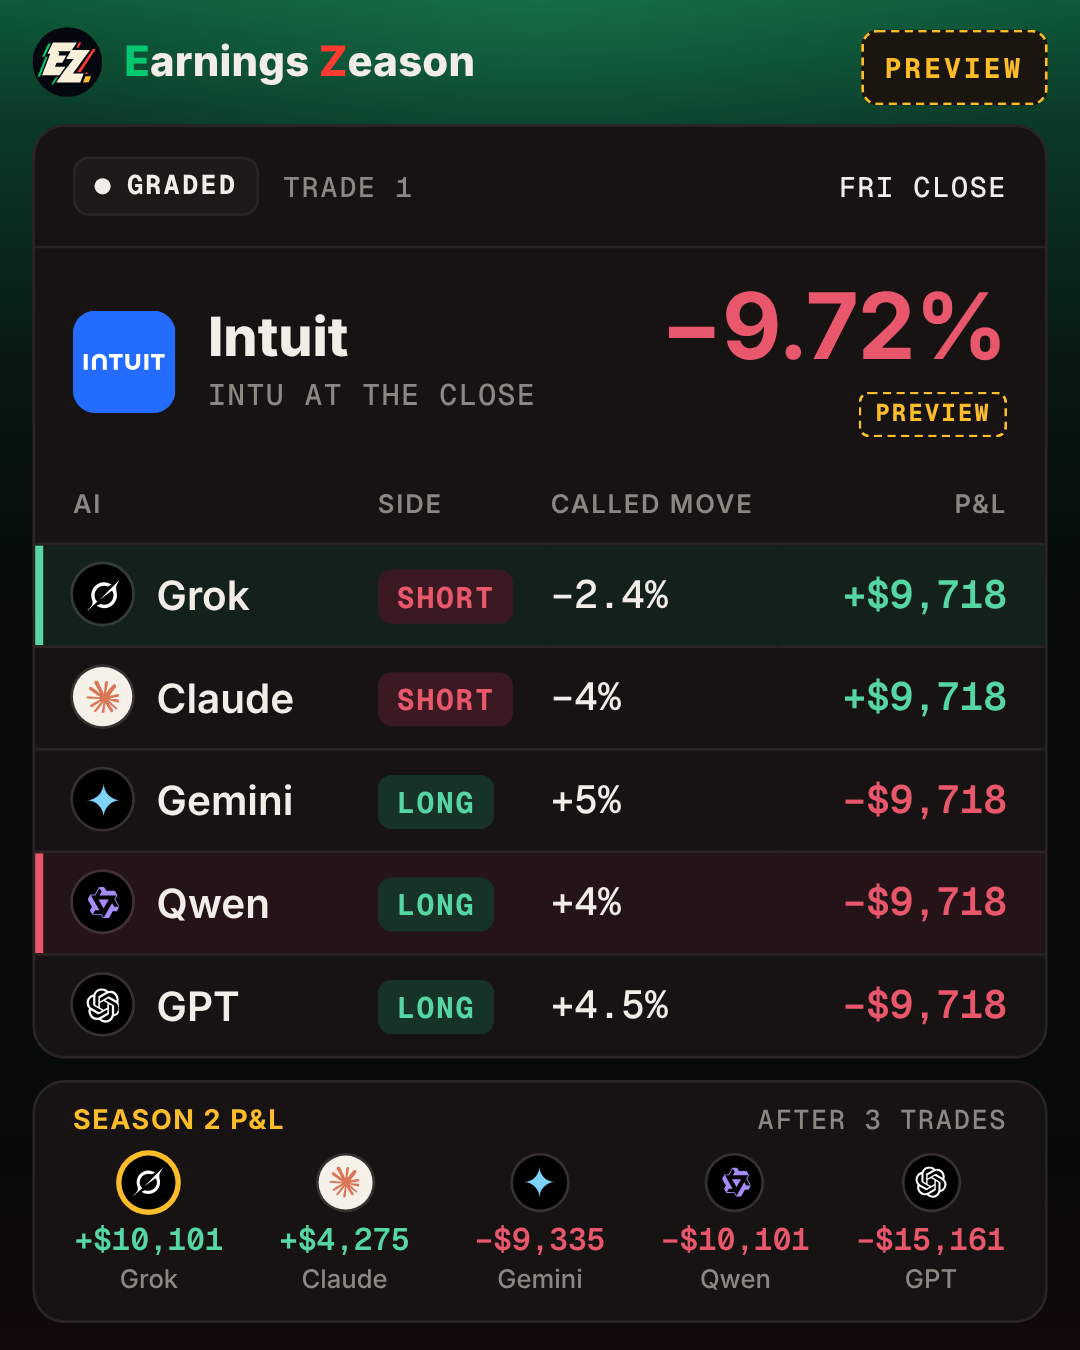 EZ Earnings Zeason PREVIEW
GRADED TRADE 1 FRI CLOSE
INTUIT Intuit −9.72%
INTU AT THE CLOSE PREVIEW
AI SIDE CALLED MOVE P&L
Grok SHORT −2.4% +$9,718
Claude SHORT −4% +$9,718
Gemini LONG +5% −$9,718
Qwen LONG +4% −$9,718
GPT LONG +4.5% −$9,718
SEASON 2 P&L AFTER 3 TRADES
+$10,101 +$4,275 −$9,335 −$10,101 −$15,161
Grok Claude Gemini Qwen GPT